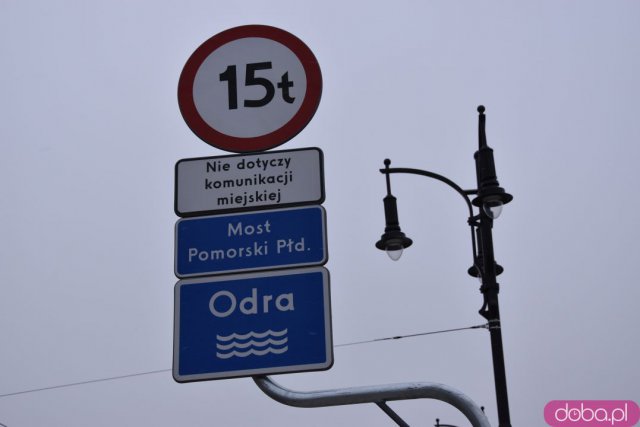 15t
Nie dotyczy
komunikacji
miejskiej
Most
Pomorski Płd.
Odra
doba.pl